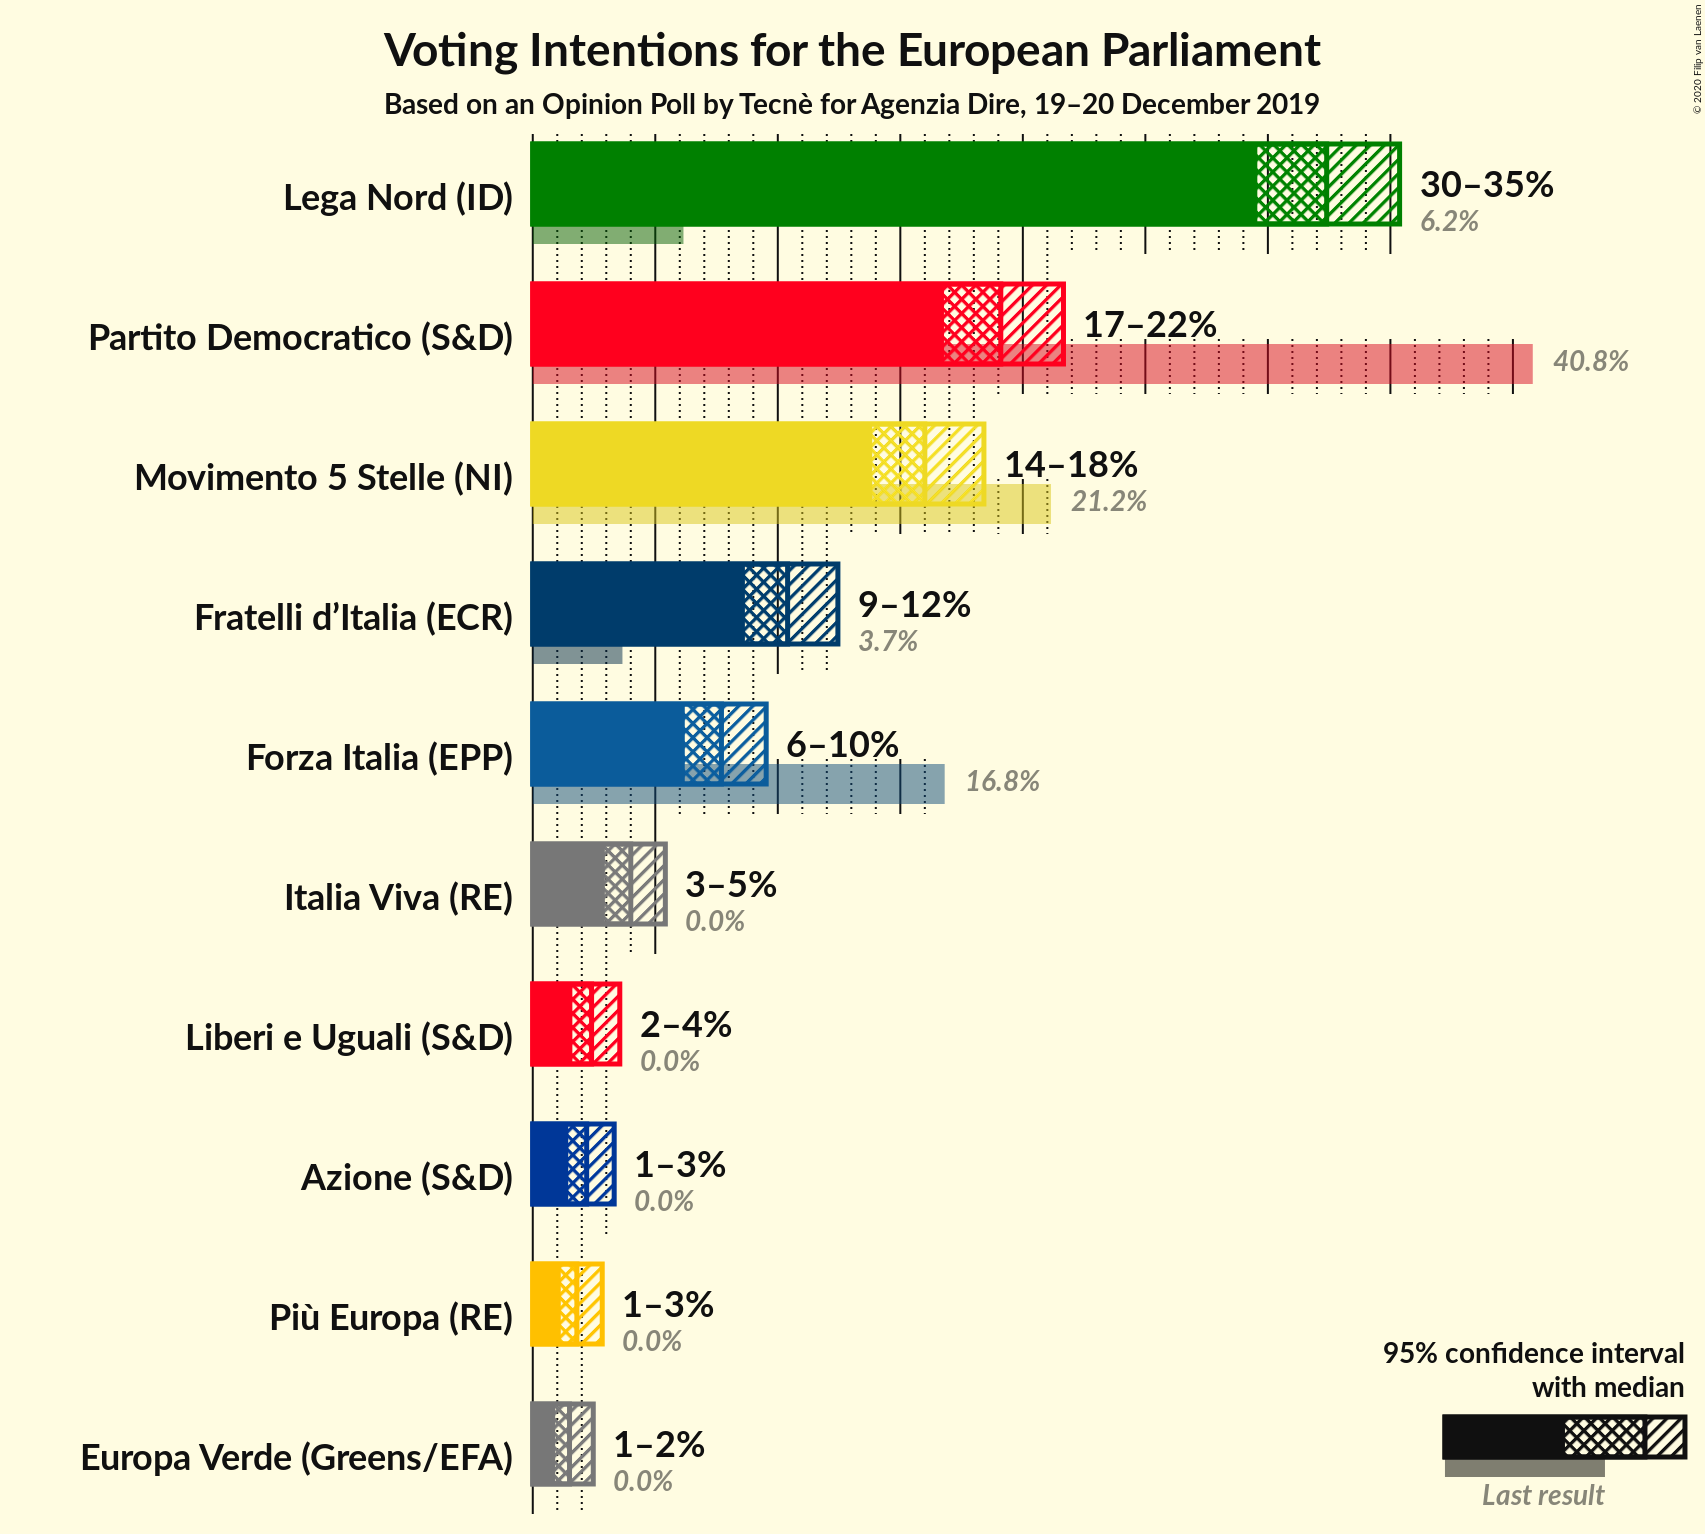 Voting Intentions for the European Parliament
Based on an Opinion Poll by Tecnè for Agenzia Dire, 19–20 December 2019
© 2020 Filip van Laenen
Lega Nord (ID)
30–35%
6.2%
Partito Democratico (S&D)
17–22%
40.8%
Movimento 5 Stelle (NI)
14–18%
21.2%
Fratelli d’Italia (ECR)
9–12%
3.7%
Forza Italia (EPP)
6–10%
16.8%
Italia Viva (RE)
3–5%
0.0%
Liberi e Uguali (S&D)
2–4%
0.0%
Azione (S&D)
1–3%
0.0%
Più Europa (RE)
1–3%
0.0%
Europa Verde (Greens/EFA)
1–2%
0.0%
95% confidence interval
with median
Last result